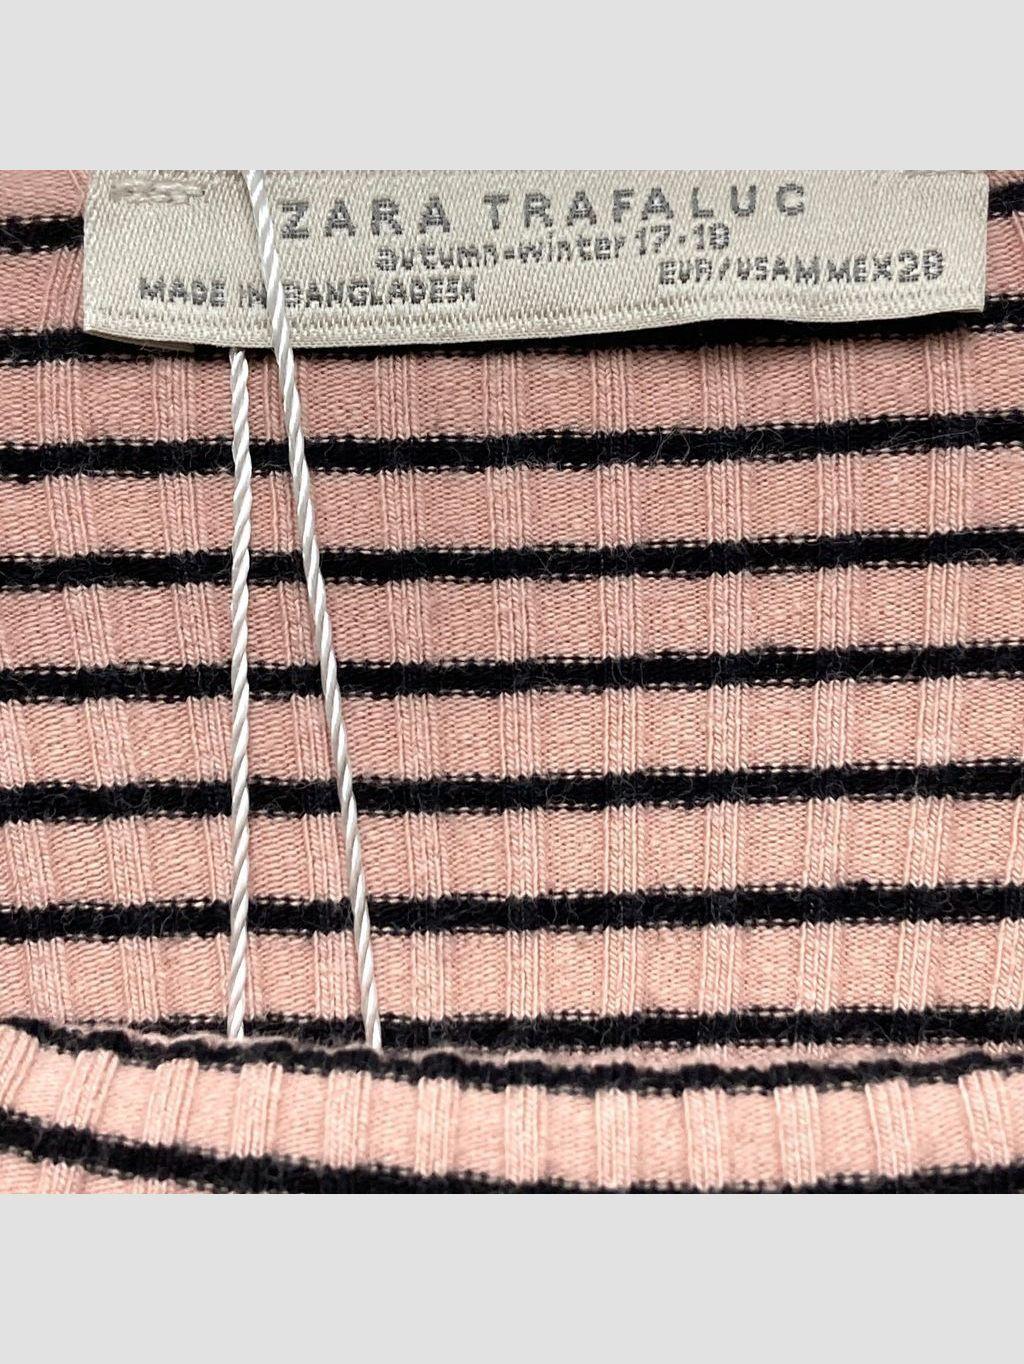 ZARA TRAFALUC
autumn-winter 17-18
MADE IN BANGLADESH
EUR/USA M MEX 28